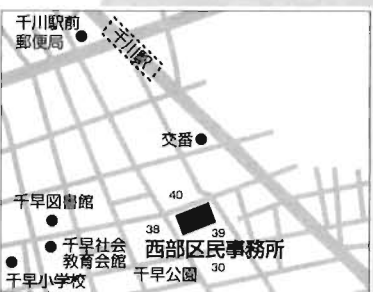 千川駅前
郵便局
千川駅
交番
千早図書館
40
38
39
西部区民事務所
千早社会
教育会館
千早公園
30
千早小学校